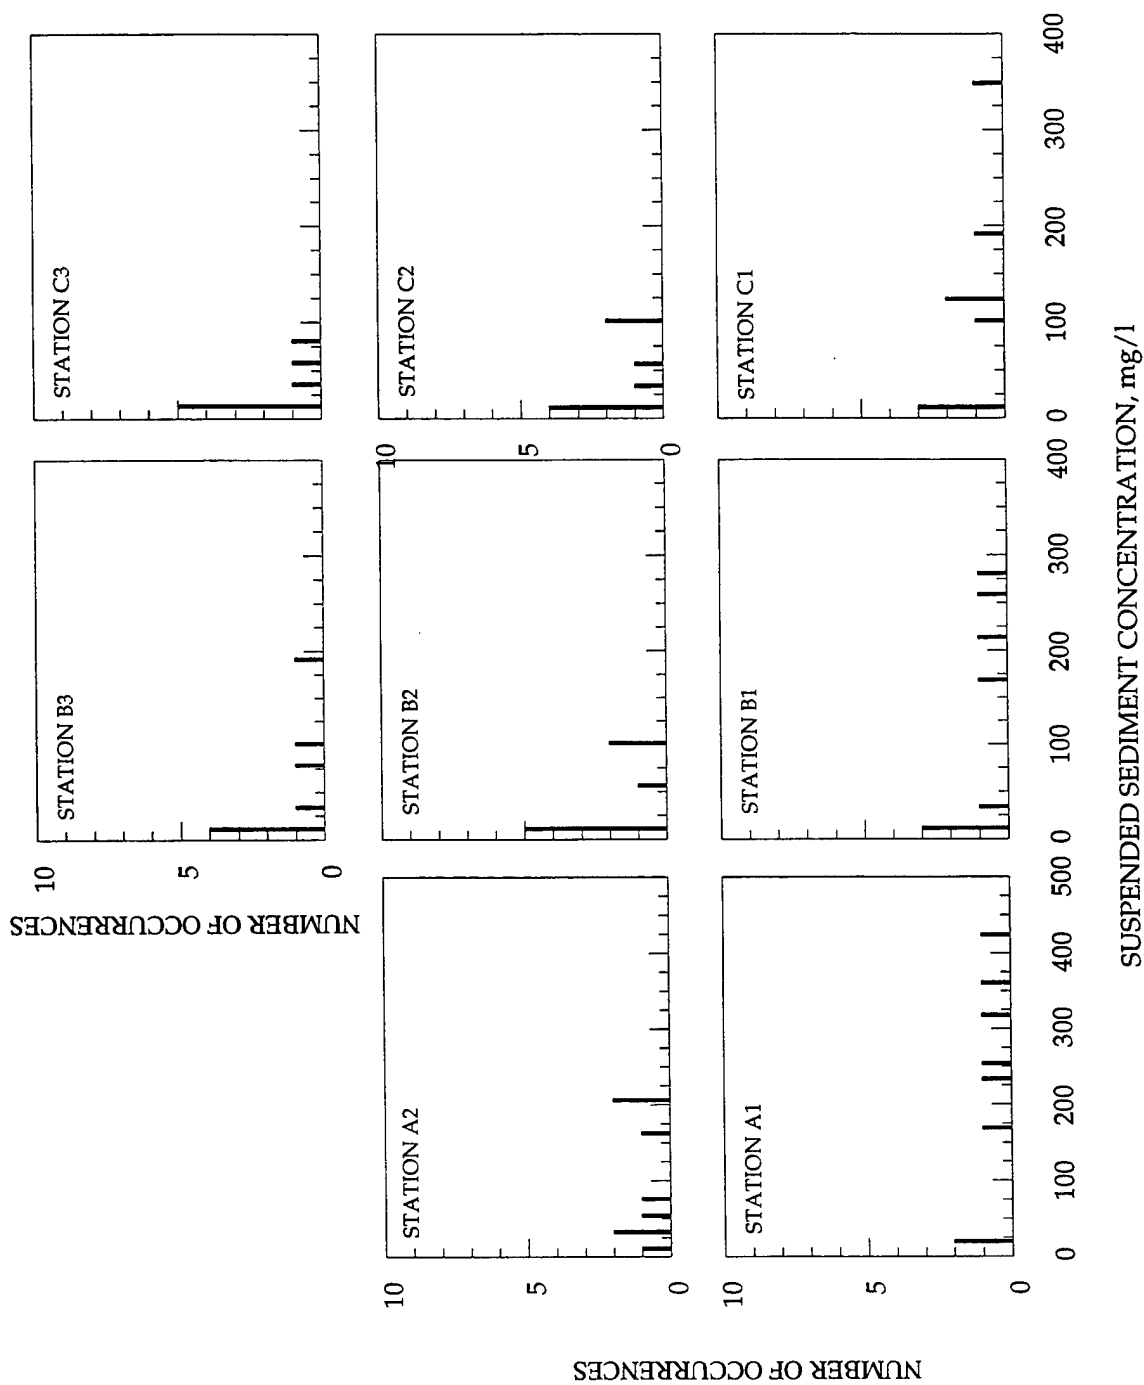 NUMBER OF OCCURRENCES
10
5
0
STATION B3
STATION C3
NUMBER OF OCCURRENCES
10
5
0
STATION A2
STATION B2
10
5
0
STATION C2
10
5
0
STATION A1
STATION B1
STATION C1
0 100 200 300 400 500
0 100 200 300 400
0 100 200 300 400
SUSPENDED SEDIMENT CONCENTRATION, mg/l